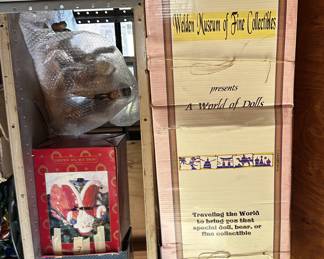 Welden Museum of Fine Collectibles
presents
A World of Dolls
Traveling the World
to bring you that
special doll, bear, or
fine collectible